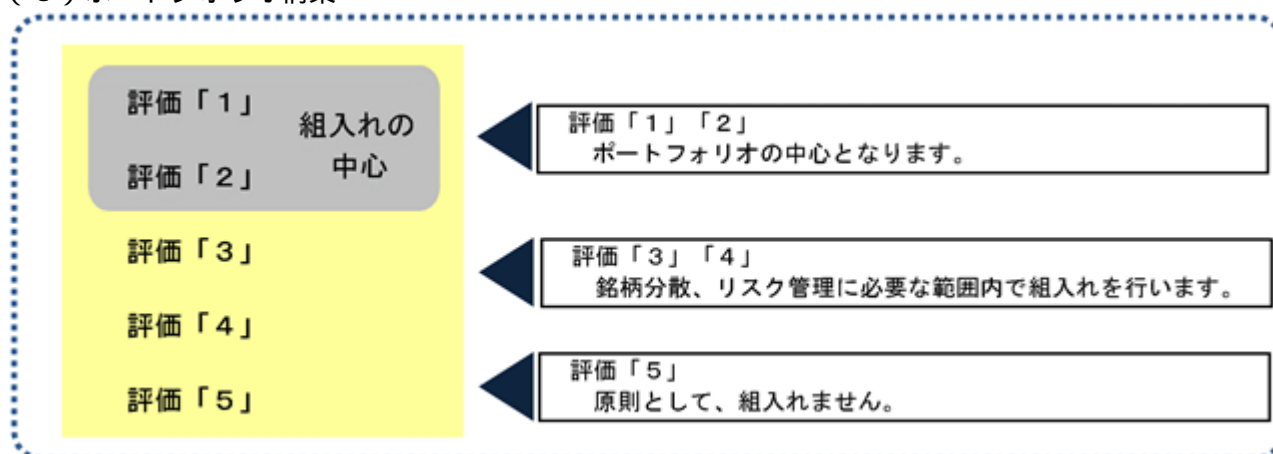 評価「1」
評価「2」
組入れの
中心
評価「3」
評価「4」
評価「5」
評価「1」「2」
ポートフォリオの中心となります。
評価「3」「4」
銘柄分散、リスク管理に必要な範囲内で組入れを行います。
評価「5」
原則として、組入れません。